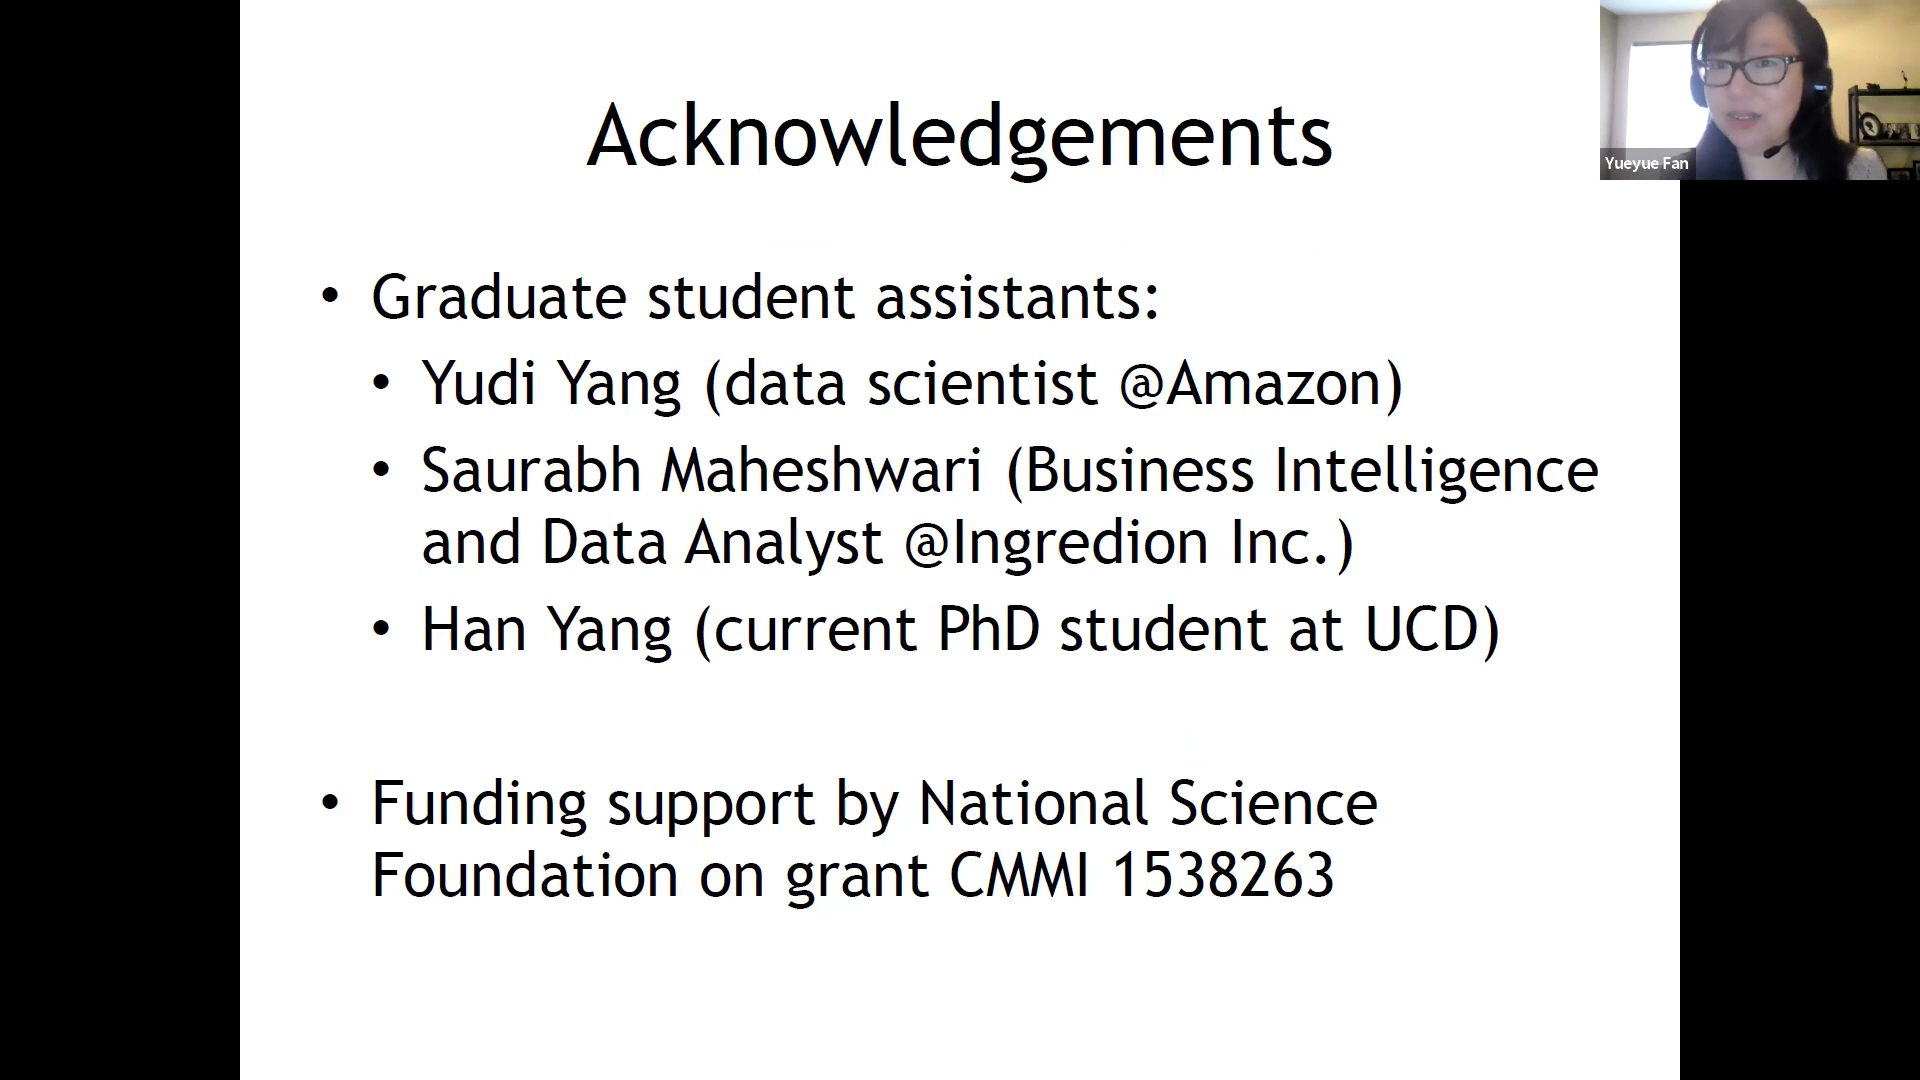 Acknowledgements
Yueyue Fan
• Graduate student assistants:
• Yudi Yang (data scientist @Amazon)
• Saurabh Maheshwari (Business Intelligence
and Data Analyst @Ingredion Inc.)
• Han Yang (current PhD student at UCD)
• Funding support by National Science
Foundation on grant CMMI 1538263